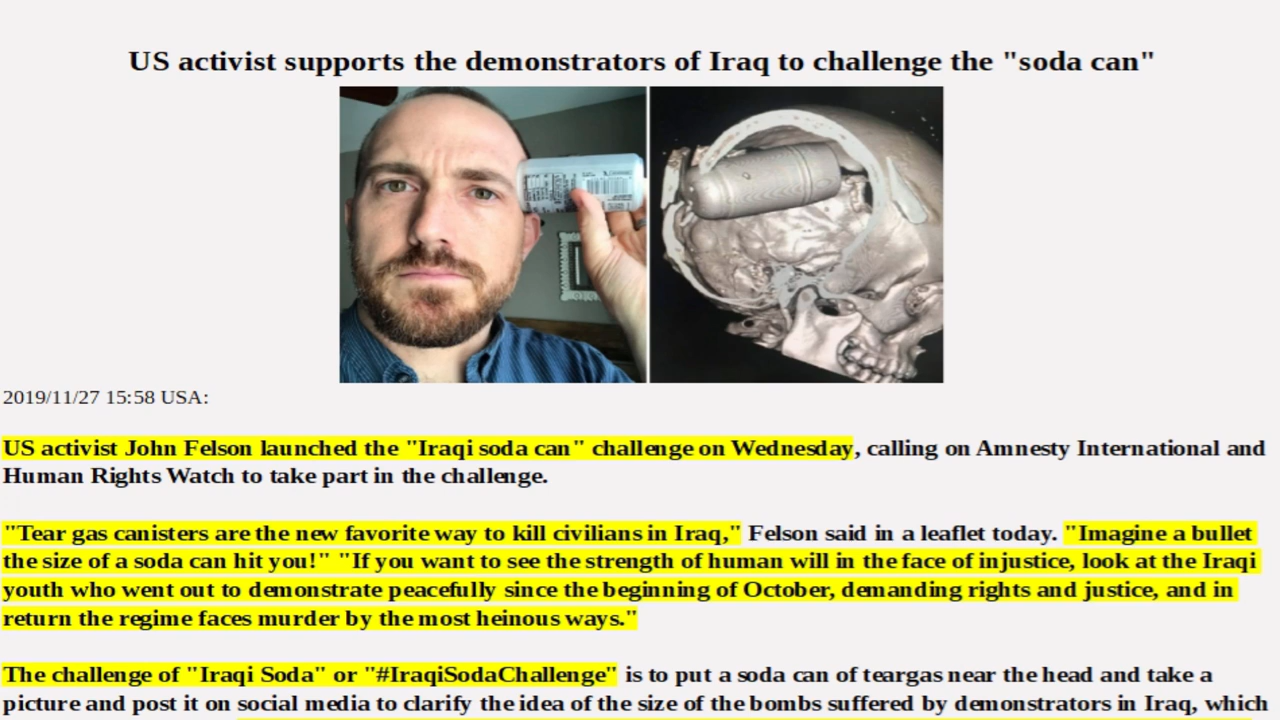 US activist supports the demonstrators of Iraq to challenge the "soda can"
2019/11/27 15:58 USA:
US activist John Felson launched the "Iraqi soda can" challenge on Wednesday, calling on Amnesty International and
Human Rights Watch to take part in the challenge.
"Tear gas canisters are the new favorite way to kill civilians in Iraq," Felson said in a leaflet today. "Imagine a bullet
the size of a soda can hit you!" "If you want to see the strength of human will in the face of injustice, look at the Iraqi
youth who went out to demonstrate peacefully since the beginning of October, demanding rights and justice, and in
return the regime faces murder by the most heinous ways."
The challenge of "Iraqi Soda" or "#IraqiSodaChallenge" is to put a soda can of teargas near the head and take a
picture and post it on social media to clarify the idea of the size of the bombs suffered by demonstrators in Iraq, which